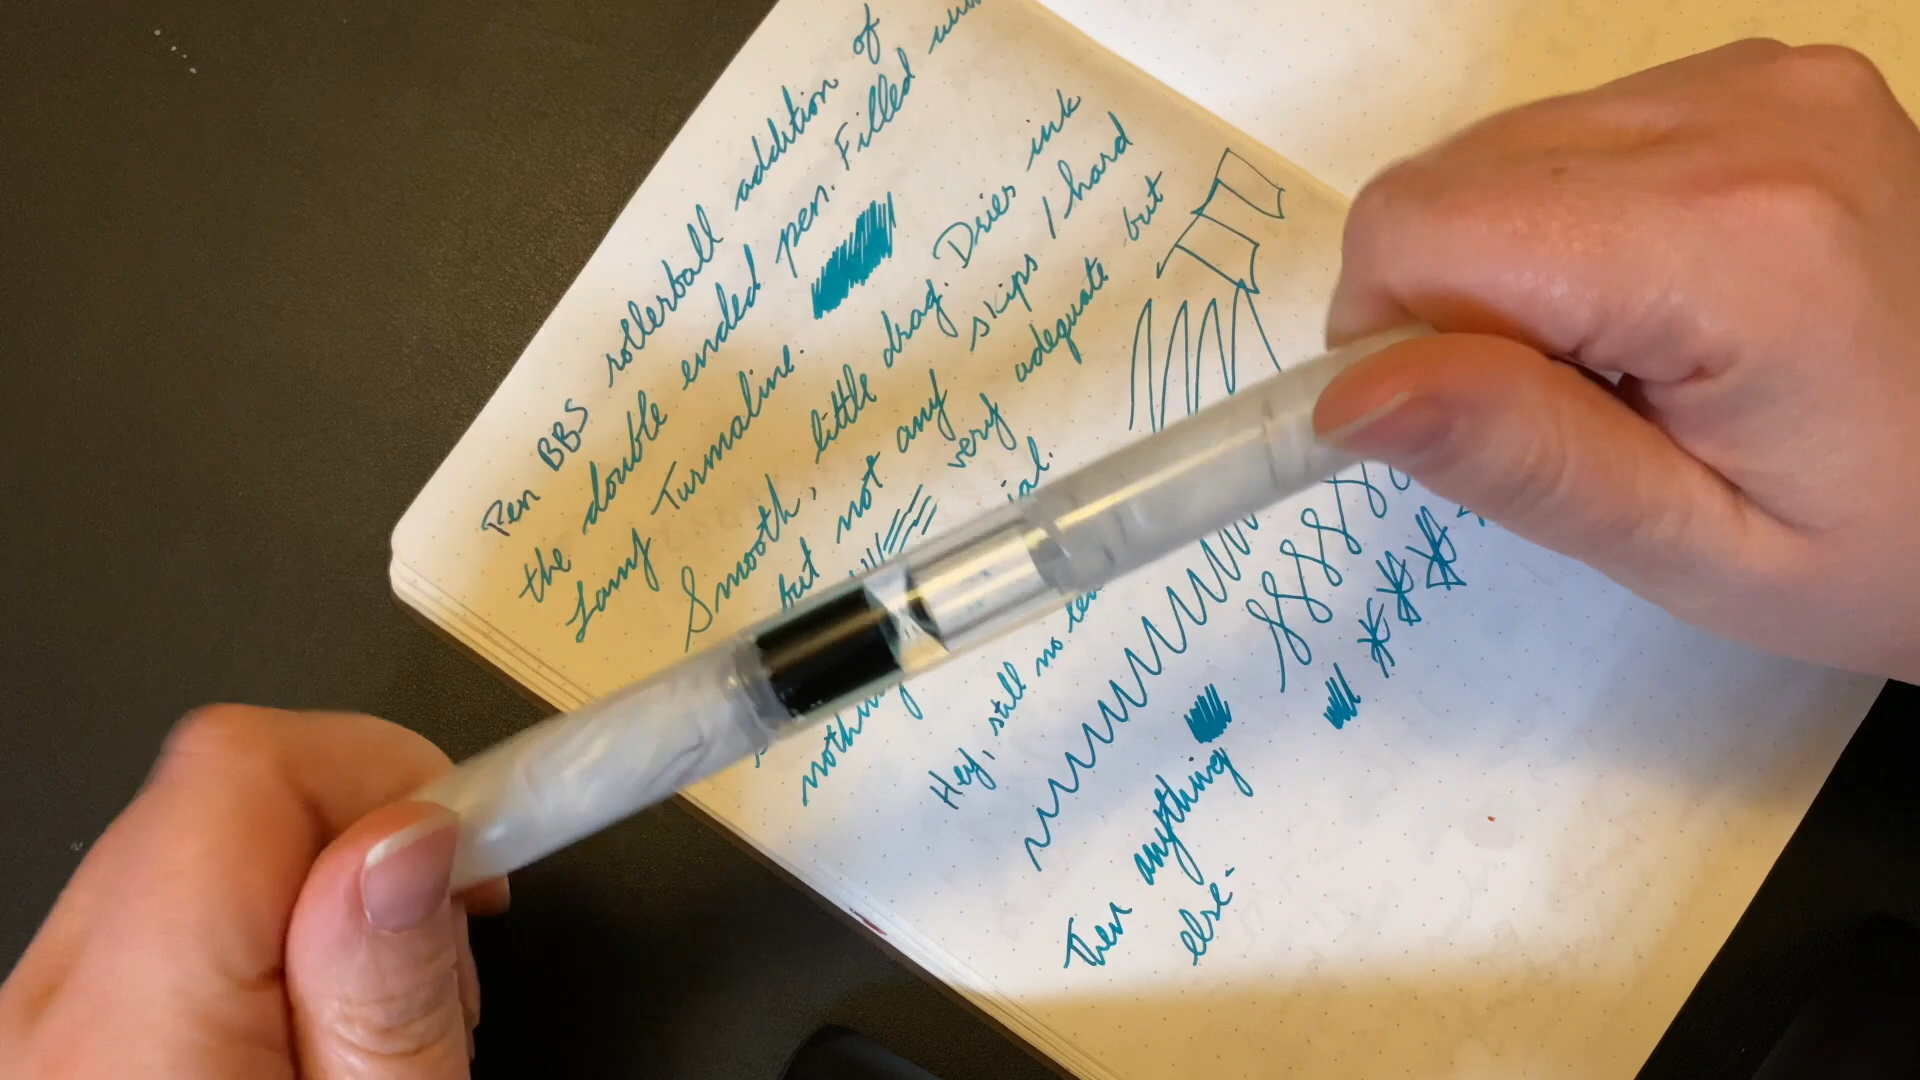 Pen BBS rollerball addition of
the double ended pen. Filled
Lamy Turmaline.
Smooth, little drag. Dries ink
but not any skips / hard
very adequate but
nothing
Hey, still no
then anything
else.